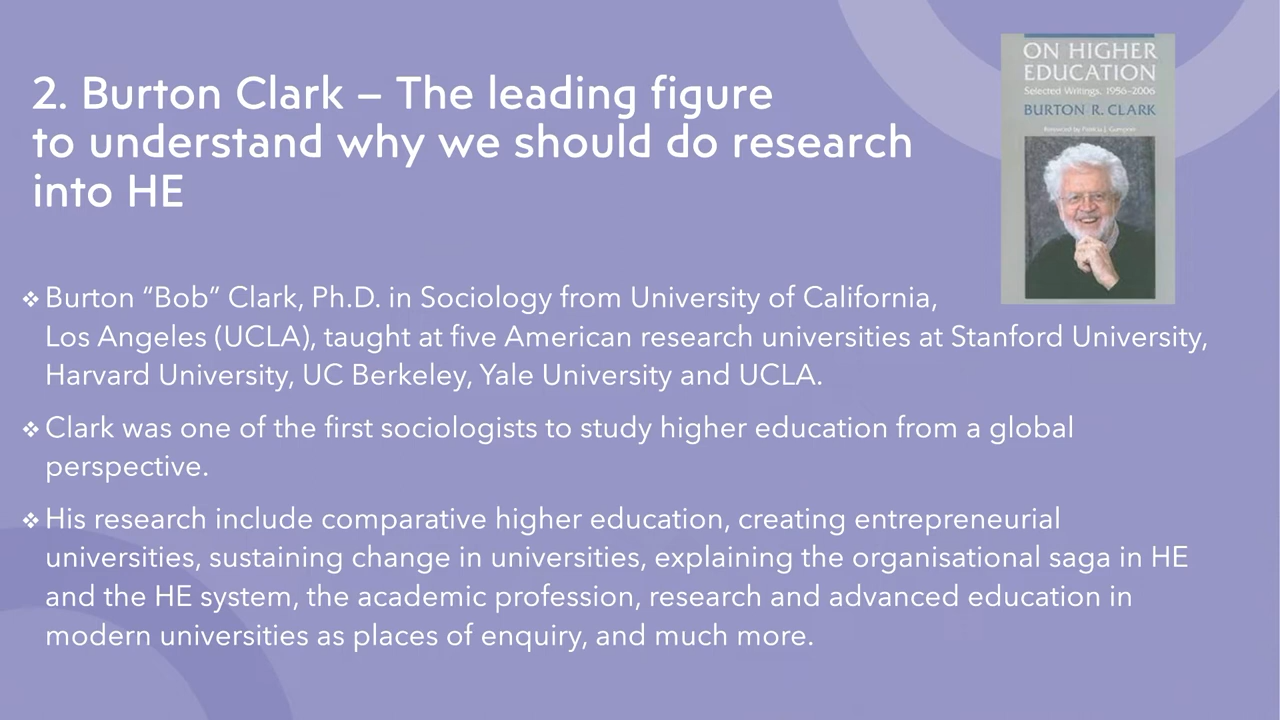 2. Burton Clark – The leading figure
to understand why we should do research
into HE
ON HIGHER
EDUCATION
Selected Writings, 1956–2006
BURTON R. CLARK
Foreword by Patricia J. Gumport
❖ Burton “Bob” Clark, Ph.D. in Sociology from University of California,
Los Angeles (UCLA), taught at five American research universities at Stanford University,
Harvard University, UC Berkeley, Yale University and UCLA.
❖ Clark was one of the first sociologists to study higher education from a global
perspective.
❖ His research include comparative higher education, creating entrepreneurial
universities, sustaining change in universities, explaining the organisational saga in HE
and the HE system, the academic profession, research and advanced education in
modern universities as places of enquiry, and much more.